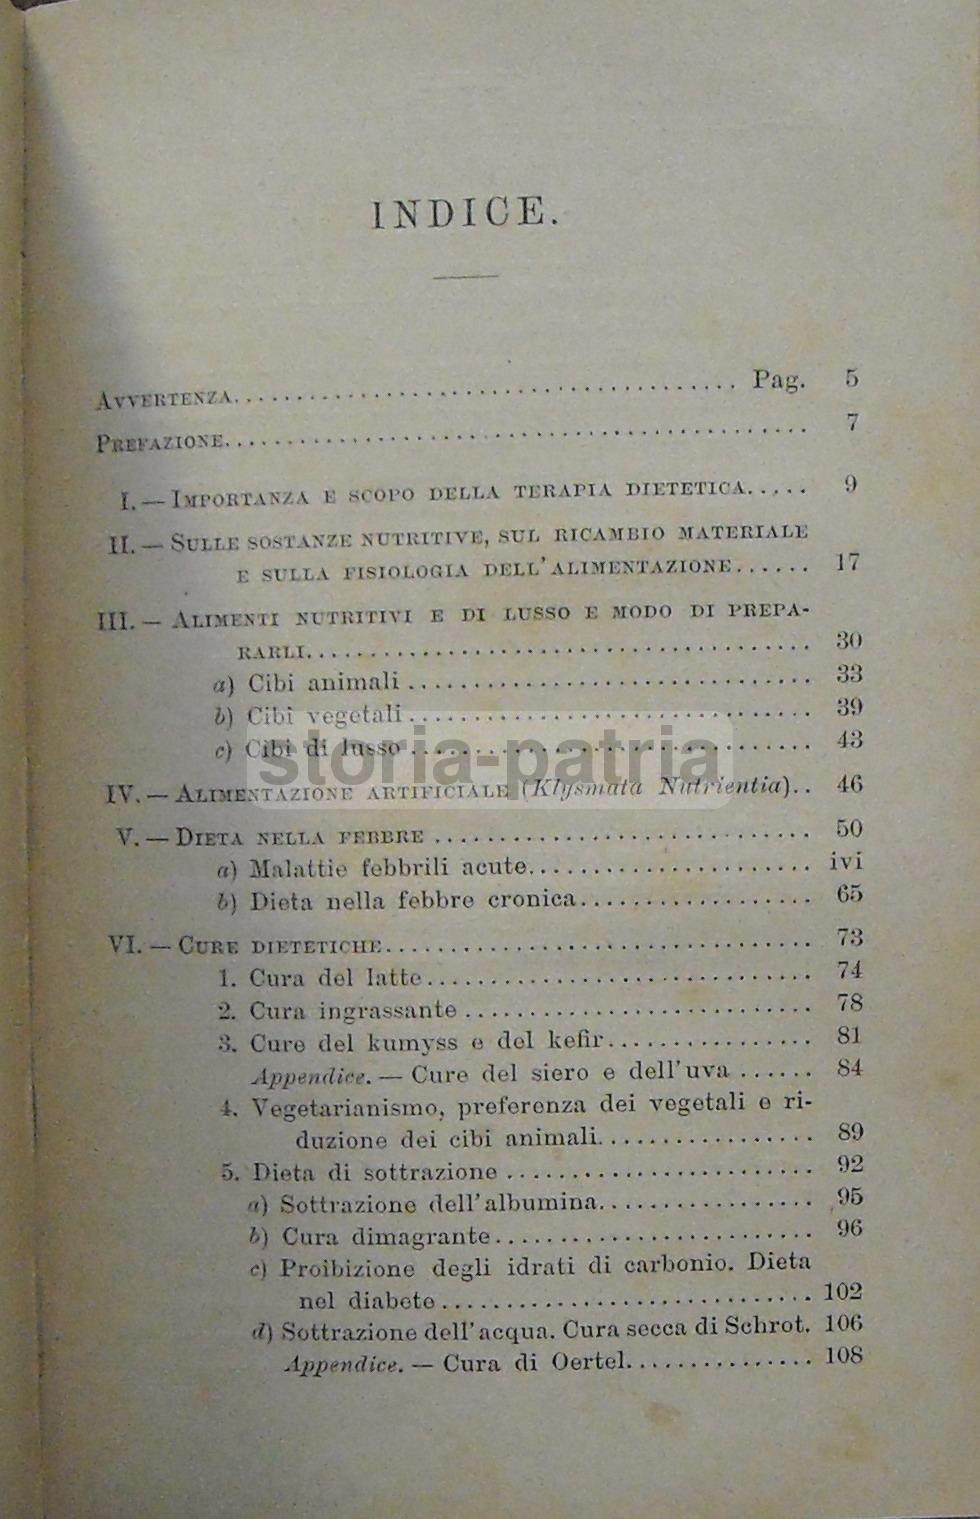 INDICE.
AVVERTENZA........................................ Pag. 5
PREFAZIONE........................................ 7
I. — IMPORTANZA E SCOPO DELLA TERAPIA DIETETICA...... 9
II. — SULLE SOSTANZE NUTRITIVE, SUL RICAMBIO MATERIALE
E SULLA FISIOLOGIA DELL'ALIMENTAZIONE...... 17
III. — ALIMENTI NUTRITIVI E DI LUSSO E MODO DI PREPA-
RARLI........................................ 30
a) Cibi animali................................ 33
b) Cibi vegetali................................ 39
c) Cibi di lusso................................ 43
storia-patria
IV. — ALIMENTAZIONE ARTIFICIALE (Klysmata Nutrientia).. 46
V. — DIETA NELLA FEBBRE.............................. 50
a) Malattie febbrili acute...................... ivi
b) Dieta nella febbre cronica.................. 65
VI. — CURE DIETETICHE................................ 73
1. Cura del latte.............................. 74
2. Cura ingrassante............................ 78
3. Cure del kumyss e del kefir................ 81
Appendice. — Cure del siero e dell'uva...... 84
4. Vegetarianismo, preferenza dei vegetali e ri-
duzione dei cibi animali................. 89
5. Dieta di sottrazione........................ 92
a) Sottrazione dell'albumina................. 95
b) Cura dimagrante......................... 96
c) Proibizione degli idrati di carbonio. Dieta
nel diabete............................. 102
d) Sottrazione dell'acqua. Cura secca di Schrot. 106
Appendice. — Cura di Oertel............... 108